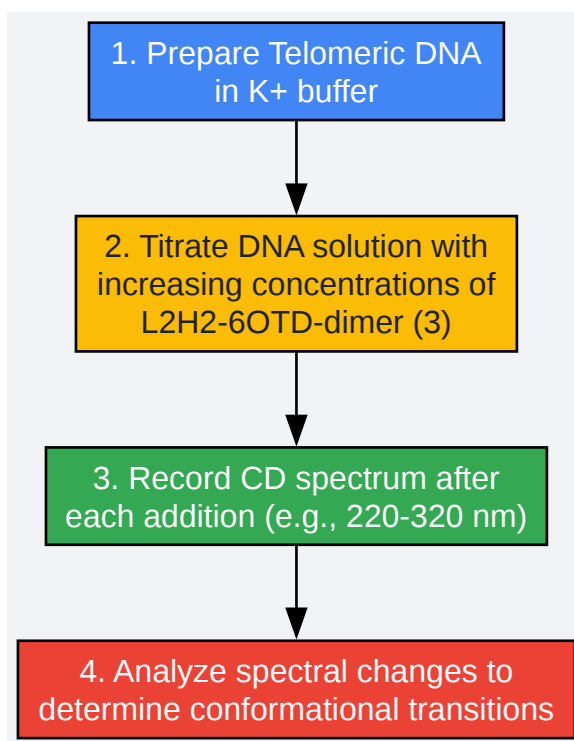 1. Prepare Telomeric DNA
in K+ buffer
2. Titrate DNA solution with
increasing concentrations of
L2H2-6OTD-dimer (3)
3. Record CD spectrum after
each addition (e.g., 220-320 nm)
4. Analyze spectral changes to
determine conformational transitions